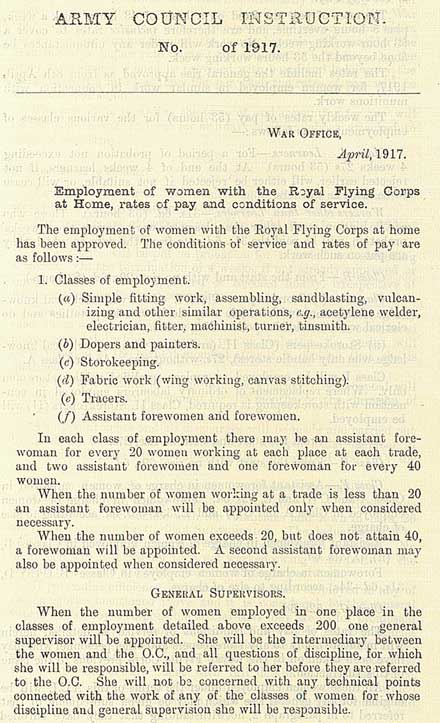 ARMY COUNCIL INSTRUCTION.
No. of 1917.
WAR OFFICE,
April, 1917.
Employment of women with the Royal Flying Corps
at Home, rates of pay and conditions of service.
The employment of women with the Royal Flying Corps at home
has been approved. The conditions of service and rates of pay are
as follows :—
1. Classes of employment.
(a) Simple fitting work, assembling, sandblasting, vulcan-
izing and other similar operations, e.g., acetylene welder,
electrician, fitter, machinist, turner, tinsmith.
(b) Dopers and painters.
(c) Storekeeping.
(d) Fabric work (wing working, canvas stitching).
(e) Tracers.
(f) Assistant forewomen and forewomen.
In each class of employment there may be an assistant fore-
woman for every 20 women working at each place at each trade,
and two assistant forewomen and one forewoman for every 40
women.
When the number of women working at a trade is less than 20
an assistant forewoman will be appointed only when considered
necessary.
When the number of women exceeds 20, but does not attain 40,
a forewoman will be appointed. A second assistant forewoman may
also be appointed when considered necessary.
GENERAL SUPERVISORS.
When the number of women employed in one place in the
classes of employment detailed above exceeds 200 one general
supervisor will be appointed. She will be the intermediary between
the women and the O.C., and all questions of discipline, for which
she will be responsible, will be referred to her before they are referred
to the O.C. She will not be concerned with any technical points
connected with the work of any of the classes of women for whose
discipline and general supervision she will be responsible.